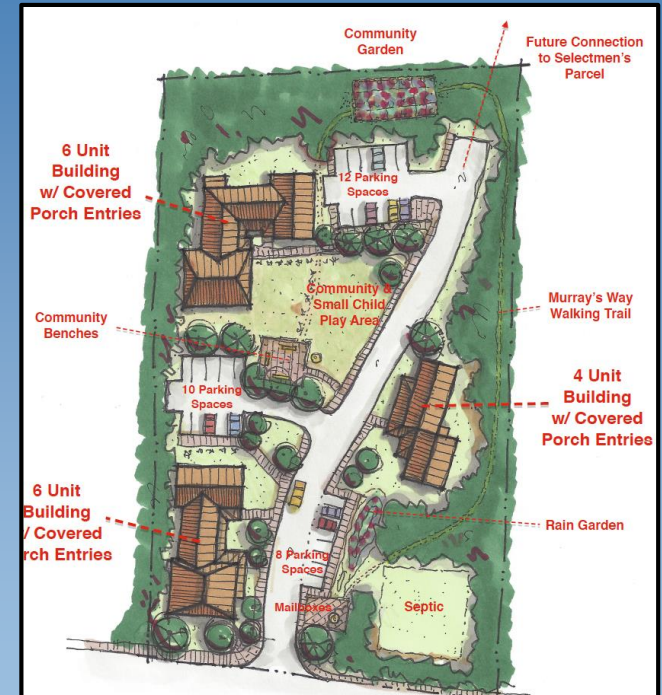 Community
Garden
Future Connection
to Selectmen's
Parcel
6 Unit
Building
w/ Covered
Porch Entries
12 Parking
Spaces
Community &
Small Child
Play Area
Murray's Way
Walking Trail
Community
Benches
10 Parking
Spaces
4 Unit
Building
w/ Covered
Porch Entries
6 Unit
Building
/ Covered
rch Entries
Rain Garden
8 Parking
Spaces
Mailboxes
Septic